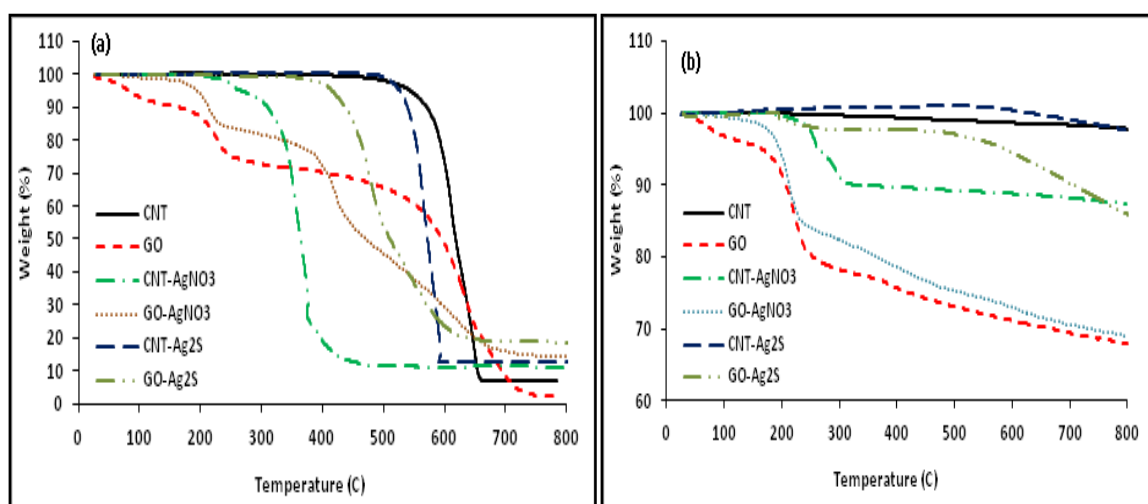 (a)
110
100
90
80
70
60
50
40
30
20
10
0
Weight (%)
CNT
GO
CNT-AgNO3
GO-AgNO3
CNT-Ag2S
GO-Ag2S
0 100 200 300 400 500 600 700 800
Temperature (C)
(b)
110
100
90
80
70
60
Weight (%)
CNT
GO
CNT-AgNO3
GO-AgNO3
CNT-Ag2S
GO-Ag2S
0 100 200 300 400 500 600 700 800
Temperature (C)